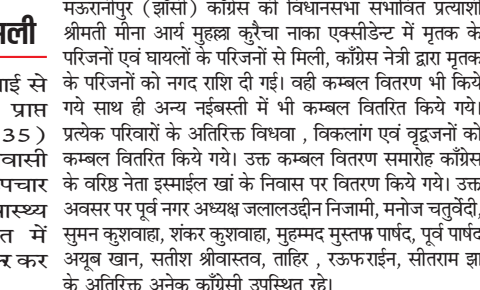 मऊरानीपुर (झाँसी) काँग्रेस की विधानसभा संभावित प्रत्याशी
श्रीमती मीना आर्य मुहल्ला कुरैचा नाका एक्सीडेन्ट में मृतक के
परिजनों एवं घायलों के परिजनों से मिली, काँग्रेस नेत्री द्वारा मृतक
के परिजनों को नगद राशि दी गई। वही कम्बल वितरण भी किये
गये साथ ही अन्य नईबस्ती में भी कम्बल वितरित किये गये।
प्रत्येक परिवारों के अतिरिक्त विधवा , विकलांग एवं वृद्वजनों को
कम्बल वितरित किये गये। उक्त कम्बल वितरण समारोह काँग्रेस
के वरिष्ठ नेता इस्माईल खां के निवास पर वितरण किये गये। उक्त
अवसर पर पूर्व नगर अध्यक्ष जलालउद्दीन निजामी, मनोज चतुर्वेदी,
सुमन कुशवाहा, शंकर कुशवाहा, मुहम्मद मुस्तफा पार्षद, पूर्व पार्षद
अयूब खान, सतीश श्रीवास्तव, ताहिर , रऊफराईन, सीतराम झा
के अतिरिक्त अनेक काँग्रेसी उपस्थित रहे।
ली
ई से
प्राप्त
35)
वासी
पचार
स्थ्य
त में
कर